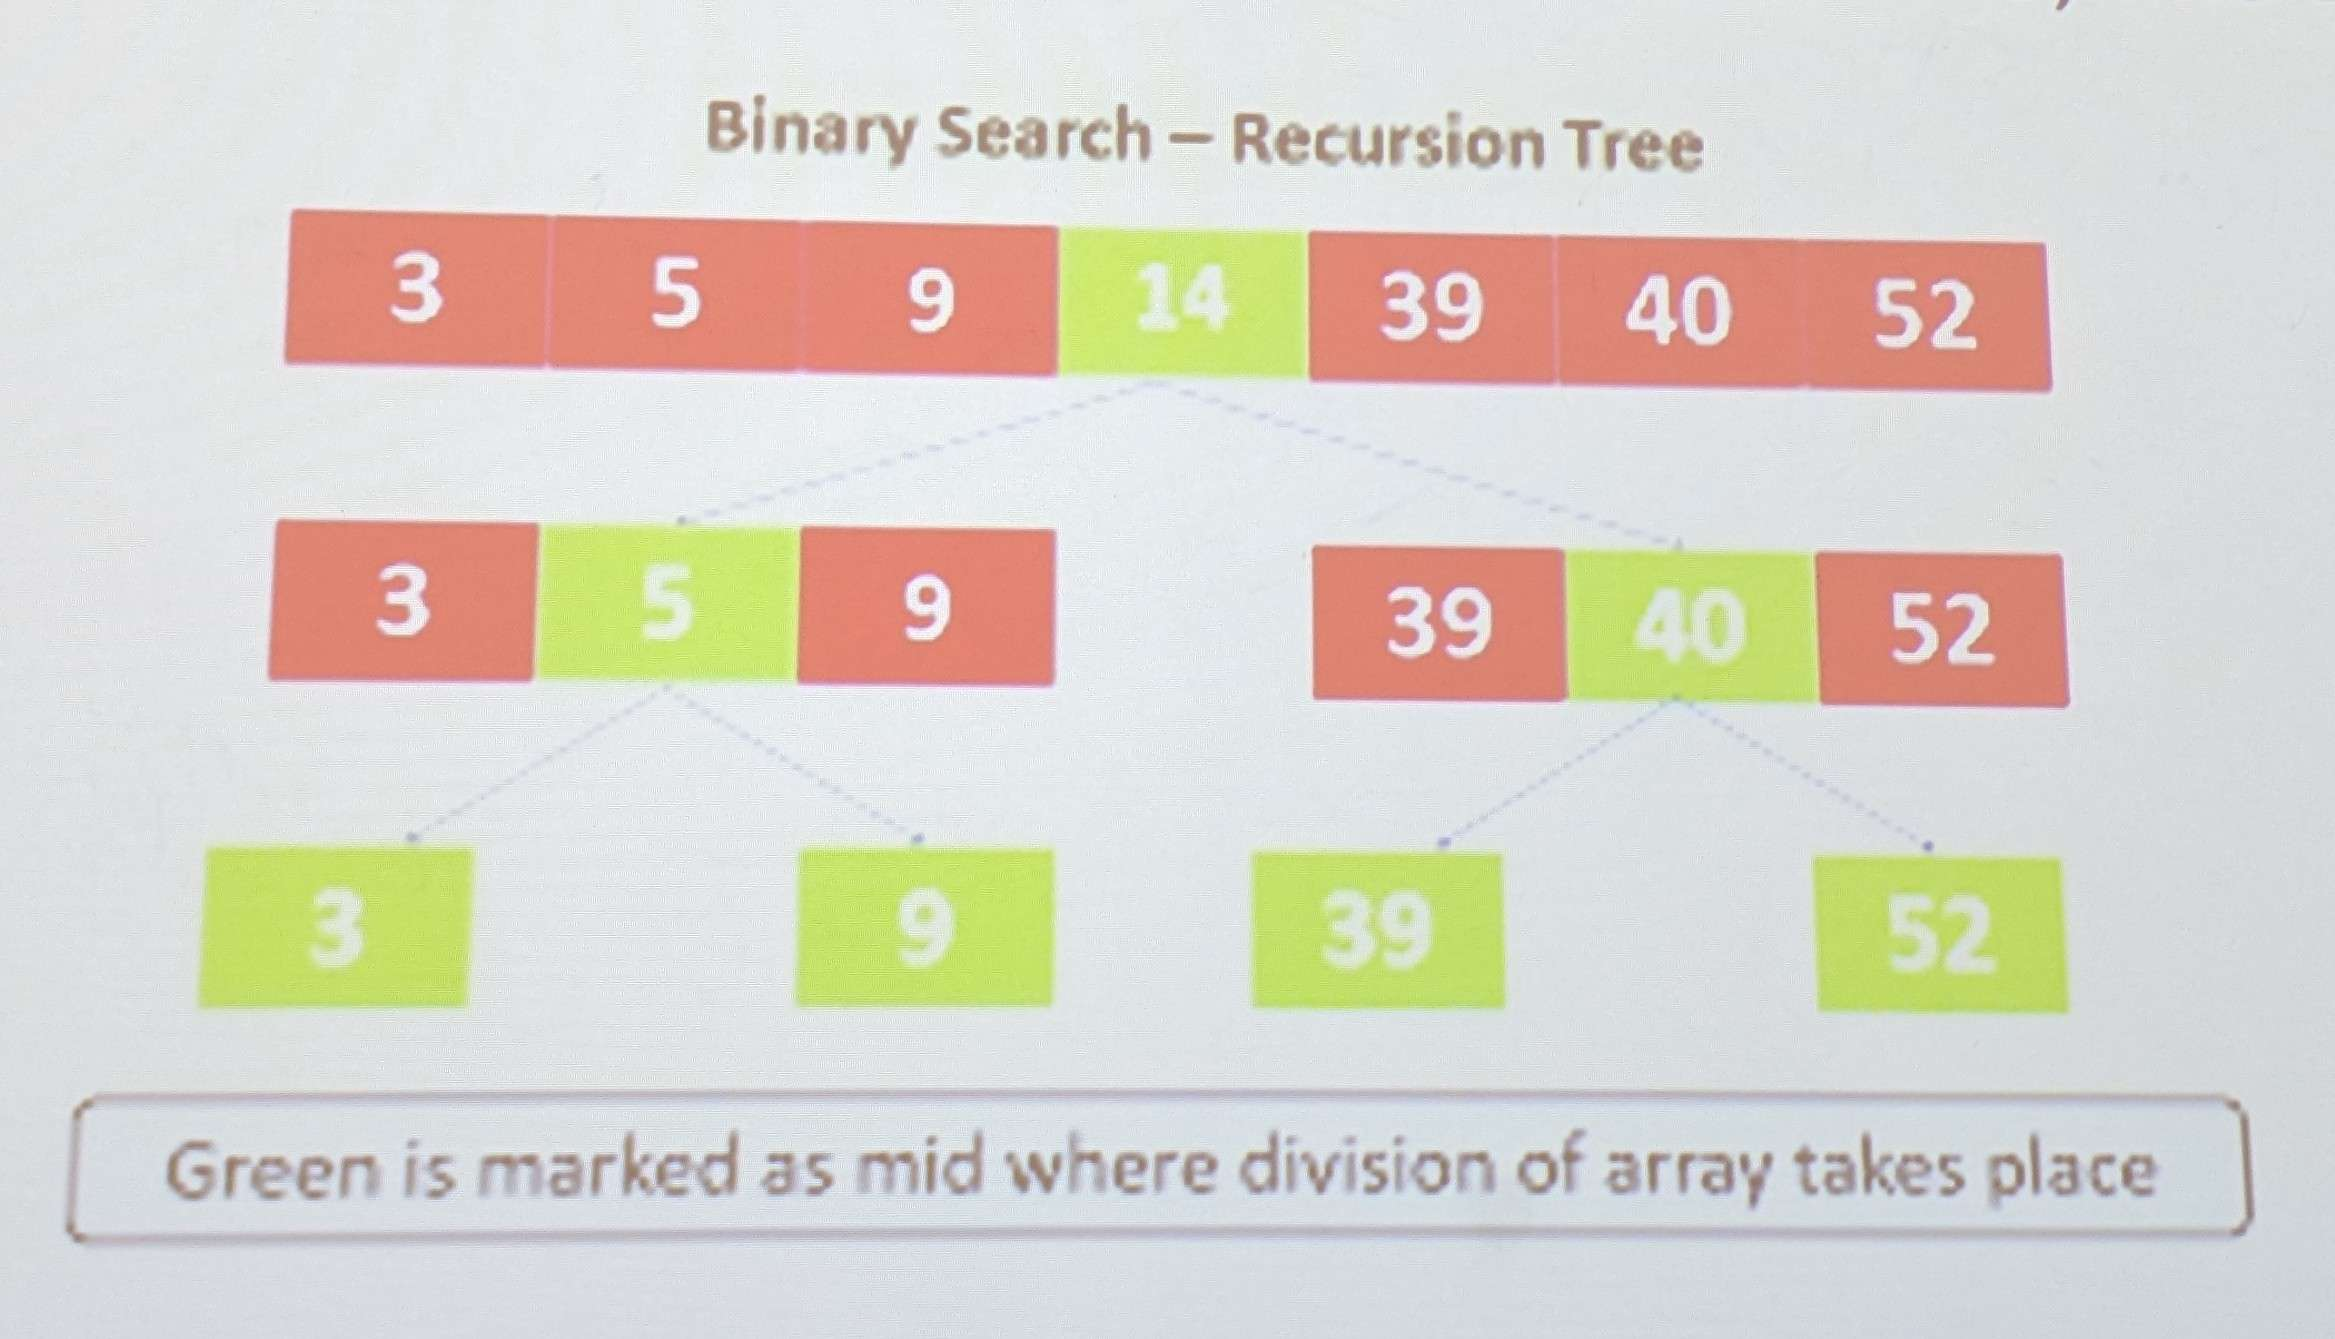 Binary Search – Recursion Tree
3 5 9 14 39 40 52
3 5 9 39 40 52
3 9 39 52
Green is marked as mid where division of array takes place